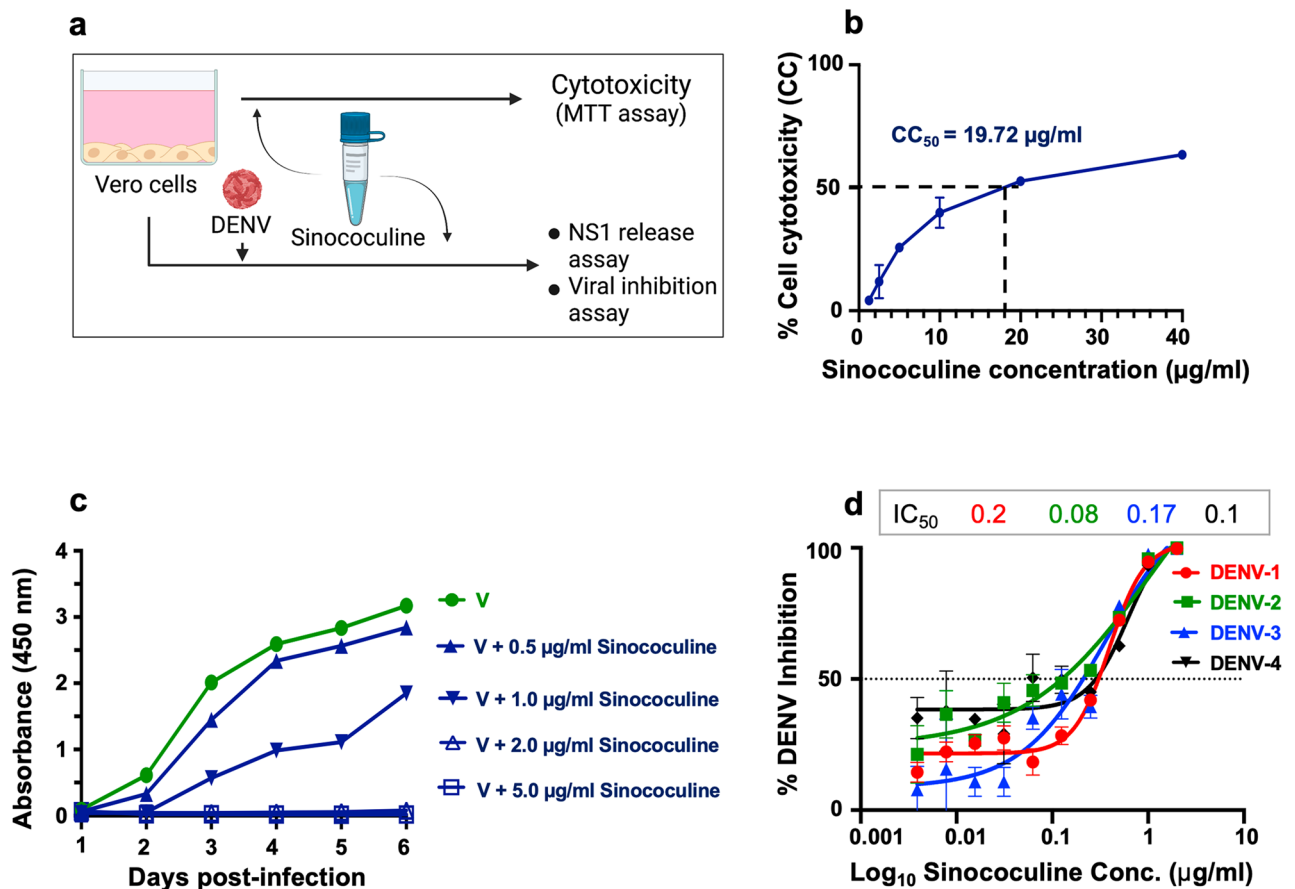 a
Cytotoxicity
(MTT assay)
Vero cells
DENV
Sinococuline
● NS1 release
assay
● Viral inhibition
assay
b
% Cell cytotoxicity (CC)
100
50
0
CC50 = 19.72 µg/ml
0 10 20 30 40
Sinococuline concentration (µg/ml)
c
Absorbance (450 nm)
4
3
2
1
0
1 2 3 4 5 6
Days post-infection
V
V + 0.5 µg/ml Sinococuline
V + 1.0 µg/ml Sinococuline
V + 2.0 µg/ml Sinococuline
V + 5.0 µg/ml Sinococuline
d
IC50 0.2 0.08 0.17 0.1
% DENV Inhibition
100
50
0
DENV-1
DENV-2
DENV-3
DENV-4
0.001 0.01 0.1 1 10
Log10 Sinococuline Conc. (µg/ml)